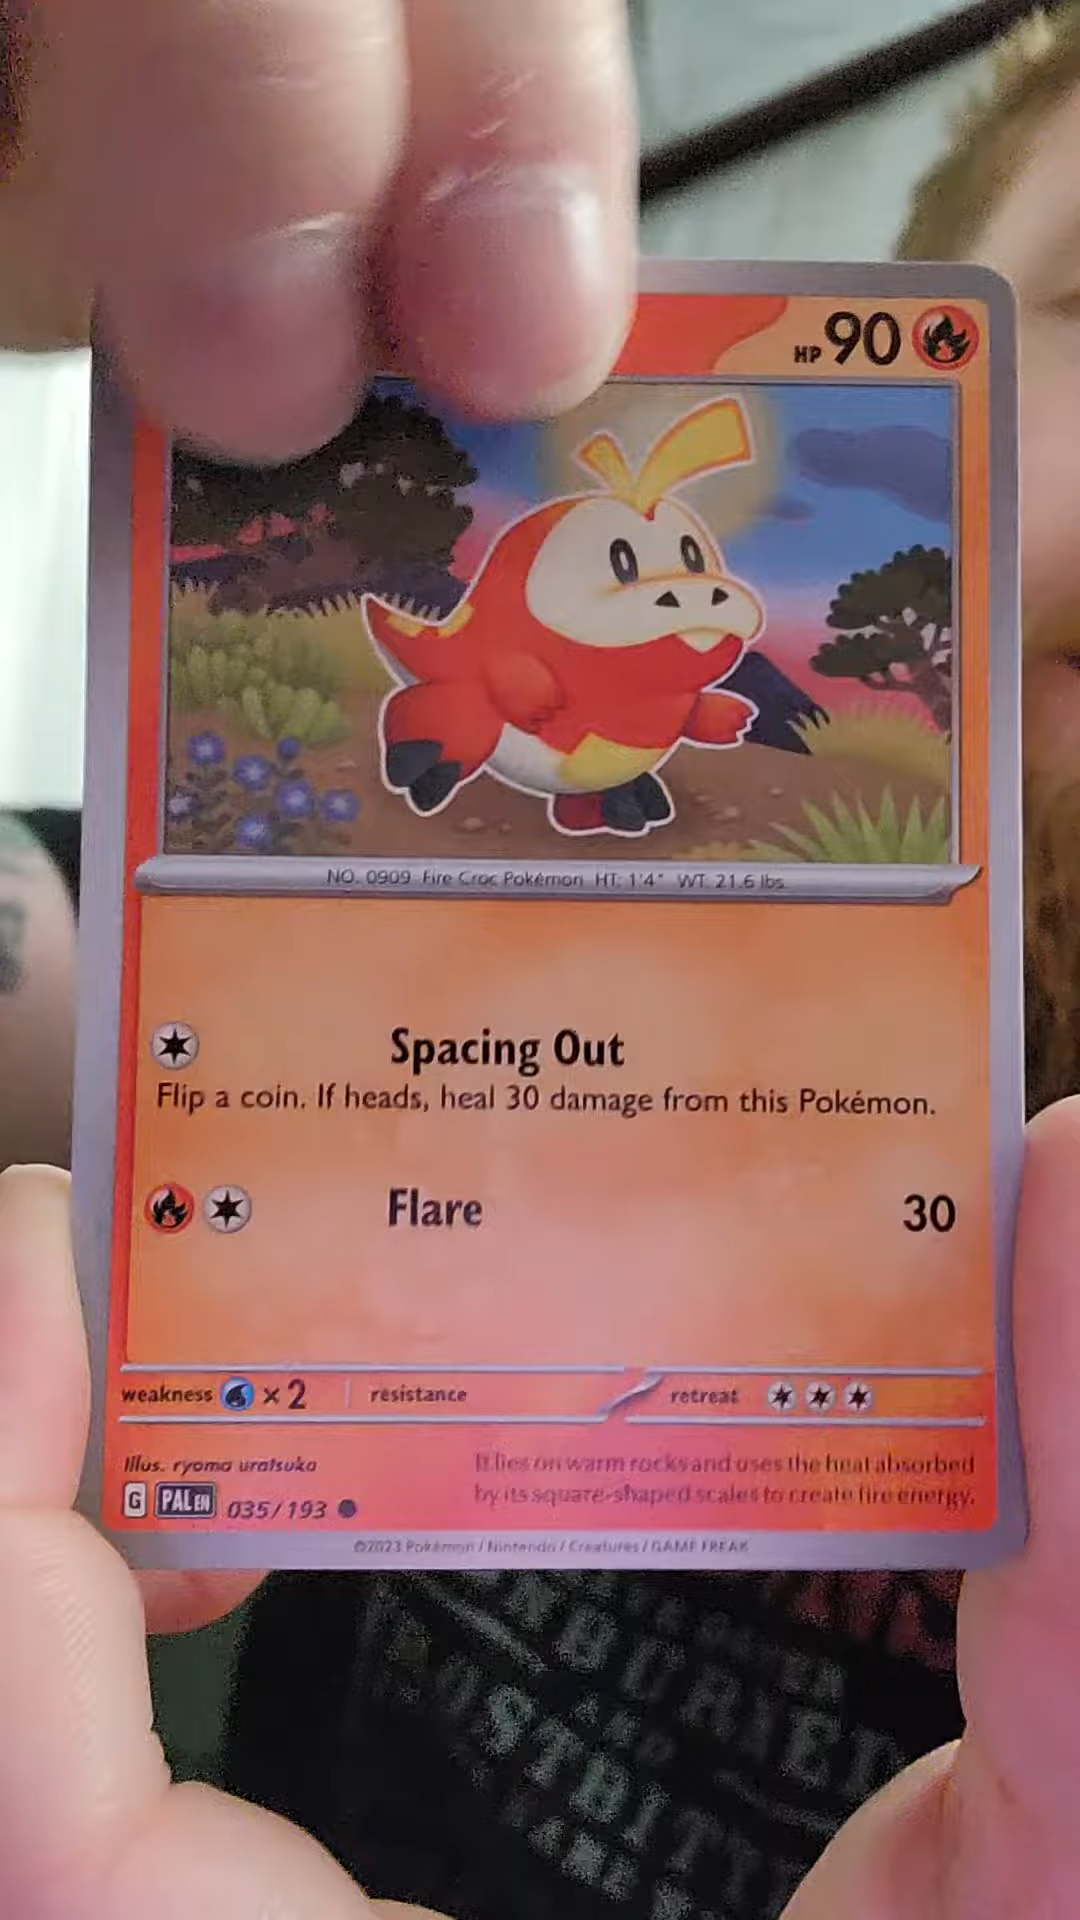 HP 90
NO. 0909 Fire Croc Pokémon HT: 1'4" WT: 21.6 lbs.
Spacing Out
Flip a coin. If heads, heal 30 damage from this Pokémon.
Flare 30
weakness ×2 resistance retreat
Illus. ryoma uratsuka
It lies on warm rocks and uses the heat absorbed
by its square-shaped scales to create fire energy.
G PAL EN 035/193
©2023 Pokémon / Nintendo / Creatures / GAME FREAK